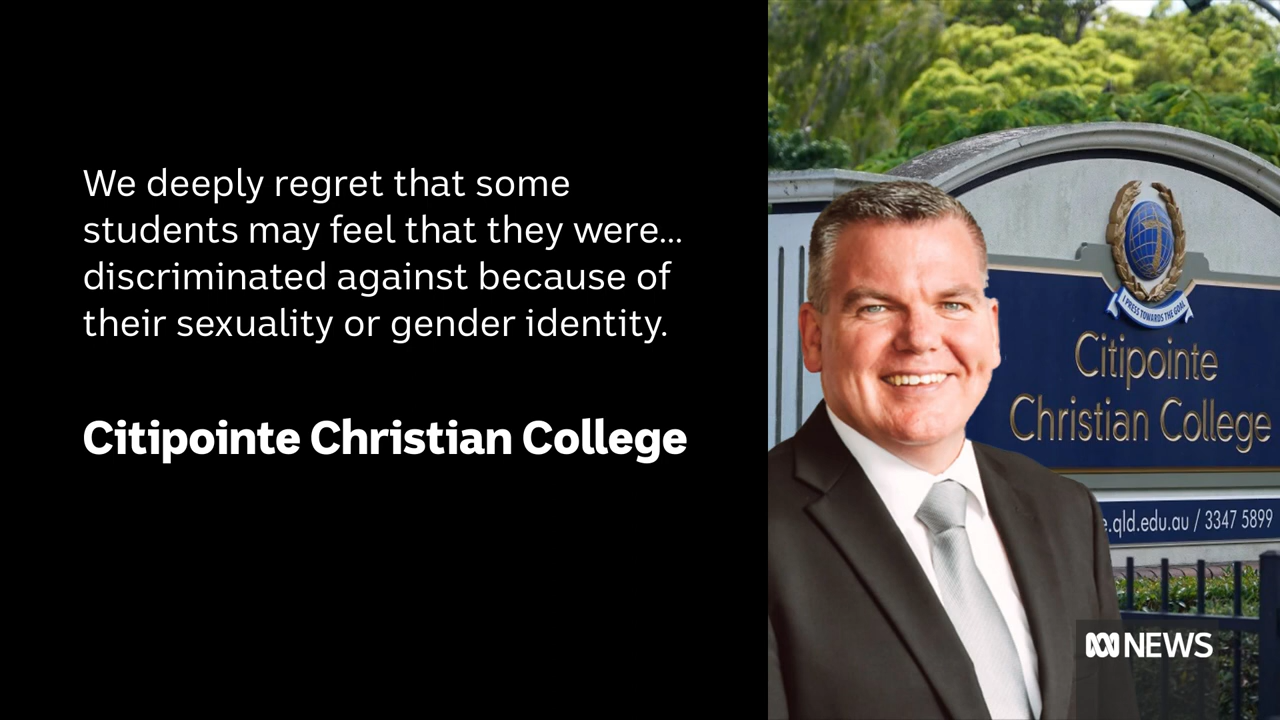 We deeply regret that some
students may feel that they were...
discriminated against because of
their sexuality or gender identity.
Citipointe Christian College
I PRESS TOWARDS THE GOAL
Citipointe
Christian College
e.qld.edu.au / 3347 5899
NEWS